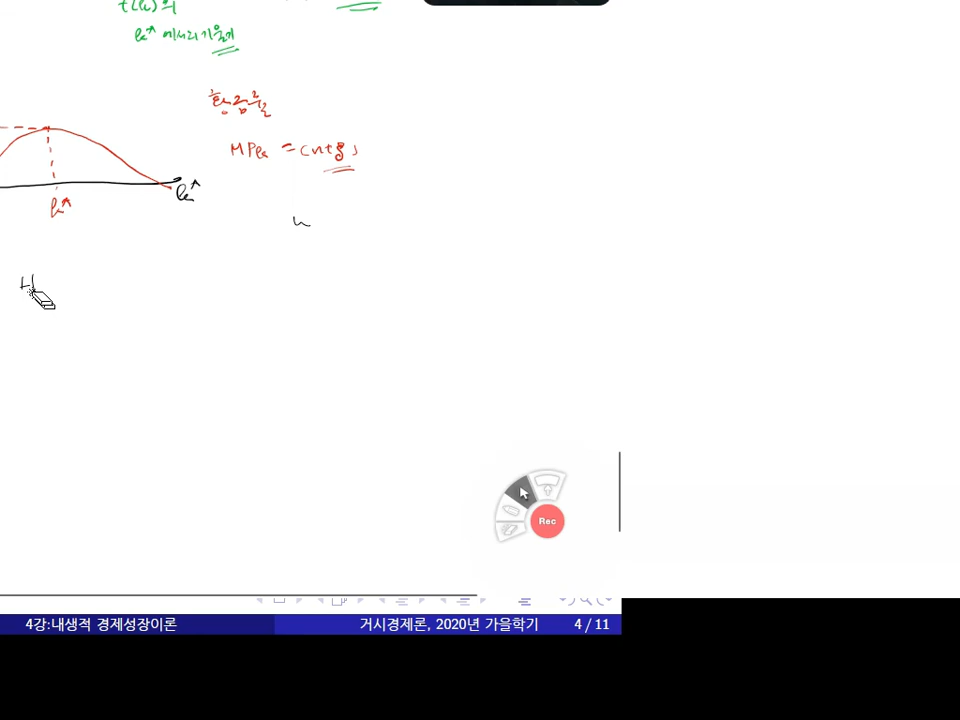 f(k)의
k* 에서의 기울기
황금률
MPk = (n+g)
k*
k*
Rec
4강:내생적 경제성장이론
거시경제론, 2020년 가을학기
4 / 11